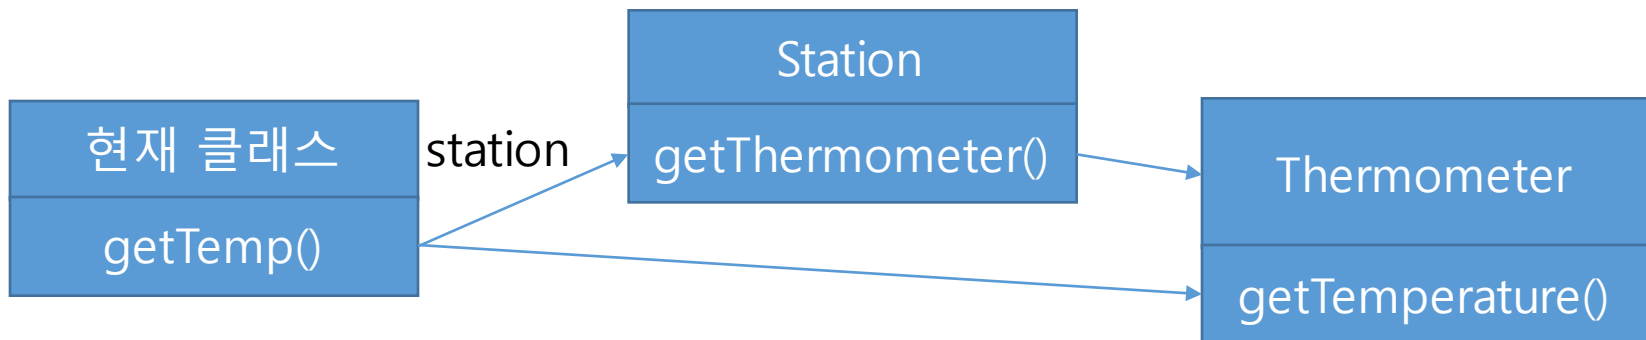 현재 클래스
getTemp()
station
Station
getThermometer()
Thermometer
getTemperature()